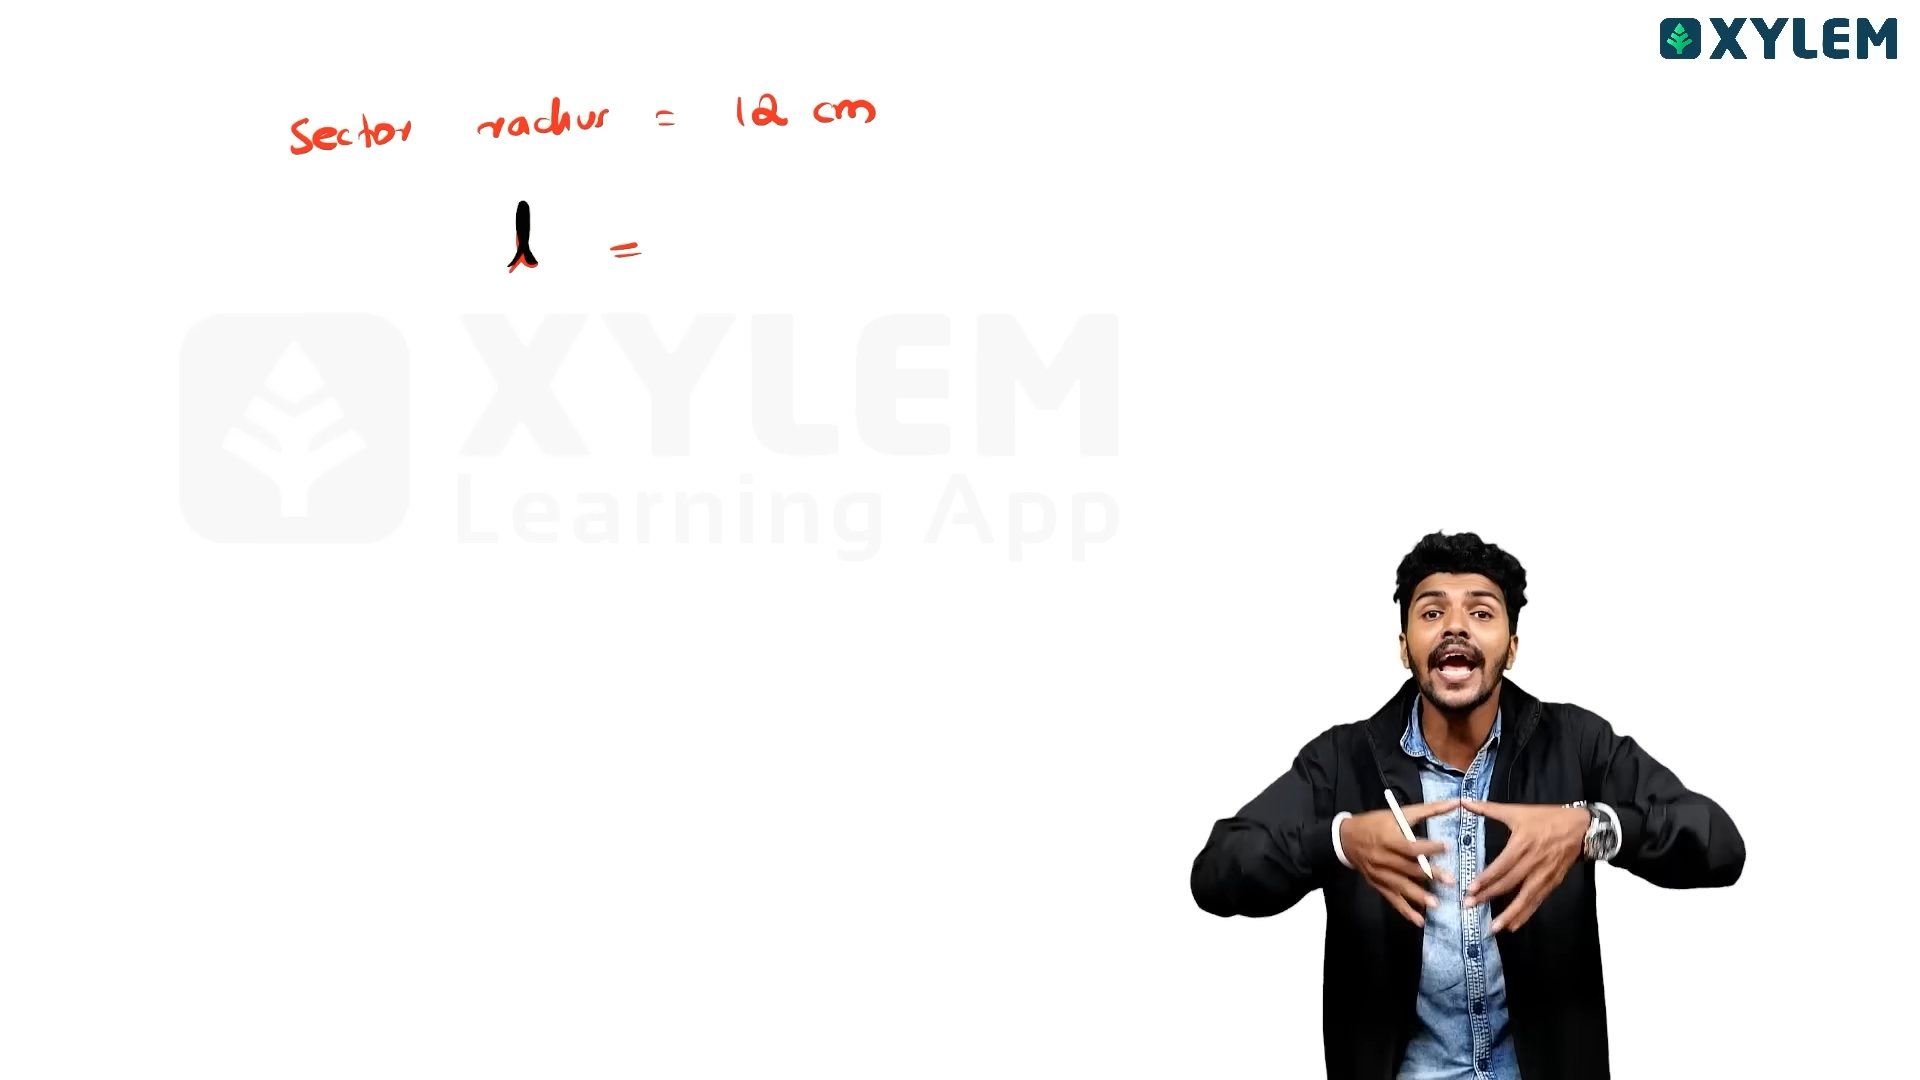 XYLEM
sector radius = 12 cm
l =
XYLEM
Learning App